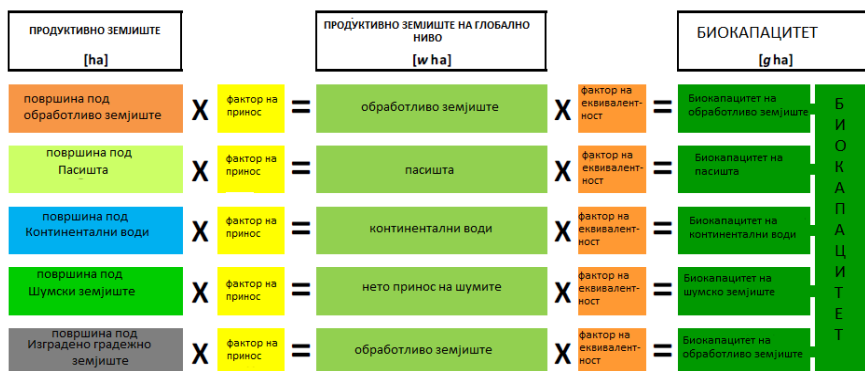 ПРОДУКТИВНО ЗЕМЈИШТЕ
[ha]
ПРОДУКТИВНО ЗЕМЈИШТЕ НА ГЛОБАЛНО
НИВО
[w ha]
БИОКАПАЦИТЕТ
[g ha]
површина под
обработливо земјиште
X
фактор на
принос
=
обработливо земјиште
X
фактор на
еквивалент-
ност
=
Биокапацитет на
обработливо земјиште
површина под
Пасишта
X
фактор на
принос
=
пасишта
X
фактор на
еквивалент-
ност
=
Биокапацитет на
пасишта
површина под
Континентални води
X
фактор на
принос
=
континентални води
X
фактор на
еквивалент-
ност
=
Биокапацитет на
континентални води
површина под
Шумски земјиште
X
фактор на
принос
=
нето принос на шумите
X
фактор на
еквивалент-
ност
=
Биокапацитет на
шумско земјиште
површина под
Изградено градежно
земјиште
X
фактор на
принос
=
обработливо земјиште
X
фактор на
еквивалент-
ност
=
Биокапацитет на
обработливо земјиште
БИОКАПАЦИТЕТ